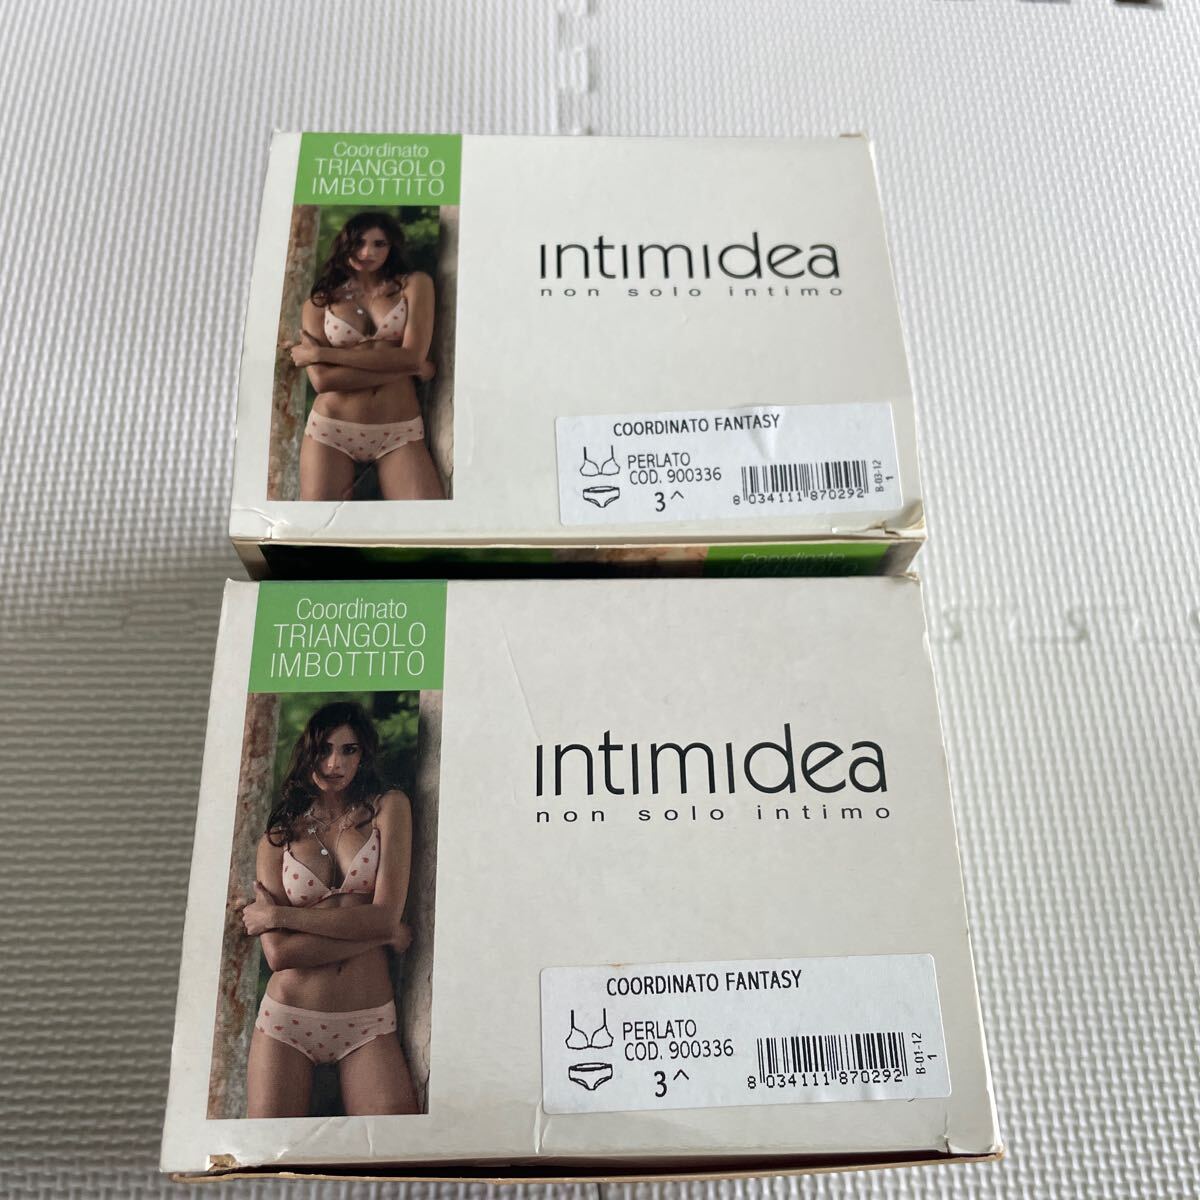 Coordinato
TRIANGOLO
IMBOTTITO
intimidea
non solo intimo
COORDINATO FANTASY
PERLATO
COD. 900336
3^
8 034111 870292
B-03-12
1
Coordinato
Coordinato
TRIANGOLO
IMBOTTITO
intimidea
non solo intimo
COORDINATO FANTASY
PERLATO
COD. 900336
3^
8 034111 870292
B-01-12
1